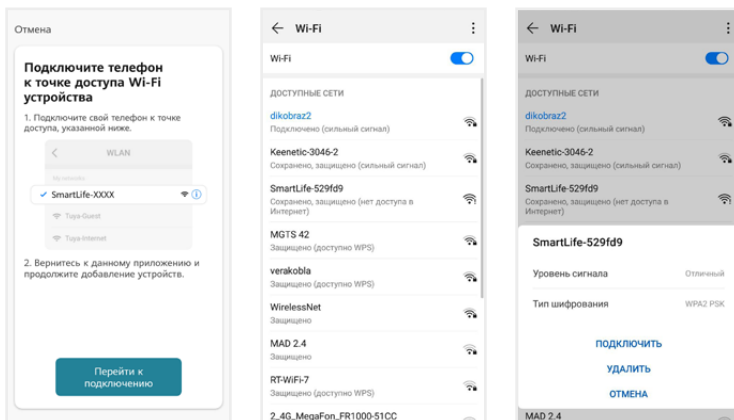 Отмена
Подключите телефон
к точке доступа Wi-Fi
устройства
1. Подключите свой телефон к точке
доступа, указанной ниже.
WLAN
My networks
SmartLife-XXXX
Tuya-Guest
Tuya-Internet
2. Вернитесь к данному приложению и
продолжите добавление устройств.
Перейти к
подключению
Wi-Fi
Wi-Fi
ДОСТУПНЫЕ СЕТИ
dikobraz2
Подключено (сильный сигнал)
Keenetic-3046-2
Сохранено, защищено (сильный сигнал)
SmartLife-529fd9
Сохранено, защищено (нет доступа в
Интернет)
MGTS 42
Защищено (доступно WPS)
verakobla
Защищено (доступно WPS)
WirelessNet
Защищено
MAD 2.4
Защищено
RT-WiFi-7
Защищено (доступно WPS)
2_4G_MegaFon_FR1000-51CC
Wi-Fi
Wi-Fi
ДОСТУПНЫЕ СЕТИ
dikobraz2
Подключено (сильный сигнал)
Keenetic-3046-2
Сохранено, защищено (сильный сигнал)
SmartLife-529fd9
Сохранено, защищено (нет доступа в
Интернет)
SmartLife-529fd9
Уровень сигнала Отличный
Тип шифрования WPA2 PSK
ПОДКЛЮЧИТЬ
УДАЛИТЬ
ОТМЕНА
MAD 2.4